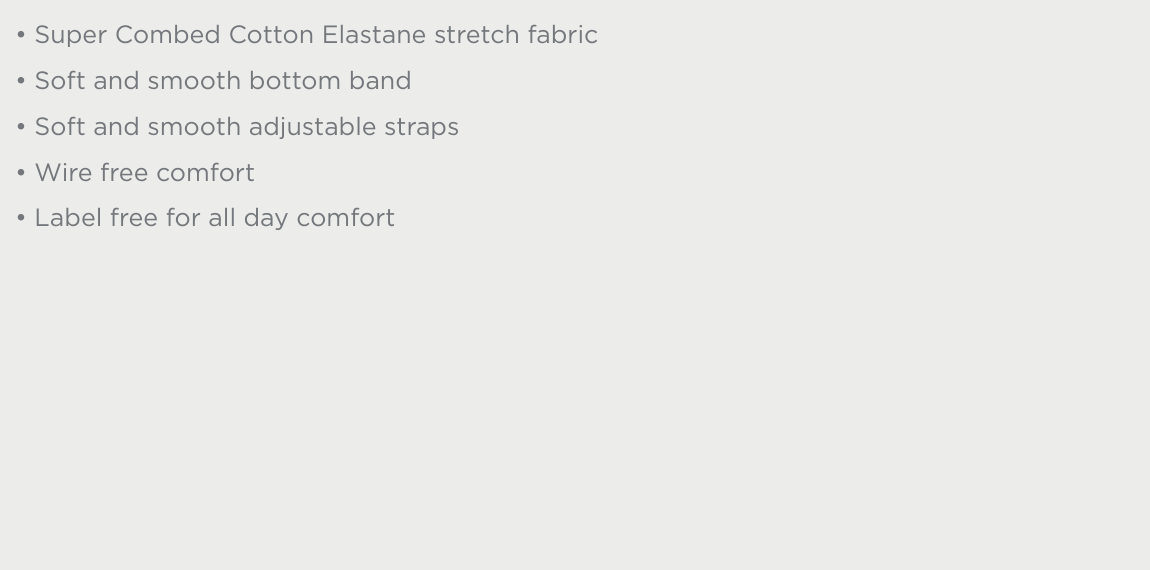 • Super Combed Cotton Elastane stretch fabric
• Soft and smooth bottom band
• Soft and smooth adjustable straps
• Wire free comfort
• Label free for all day comfort